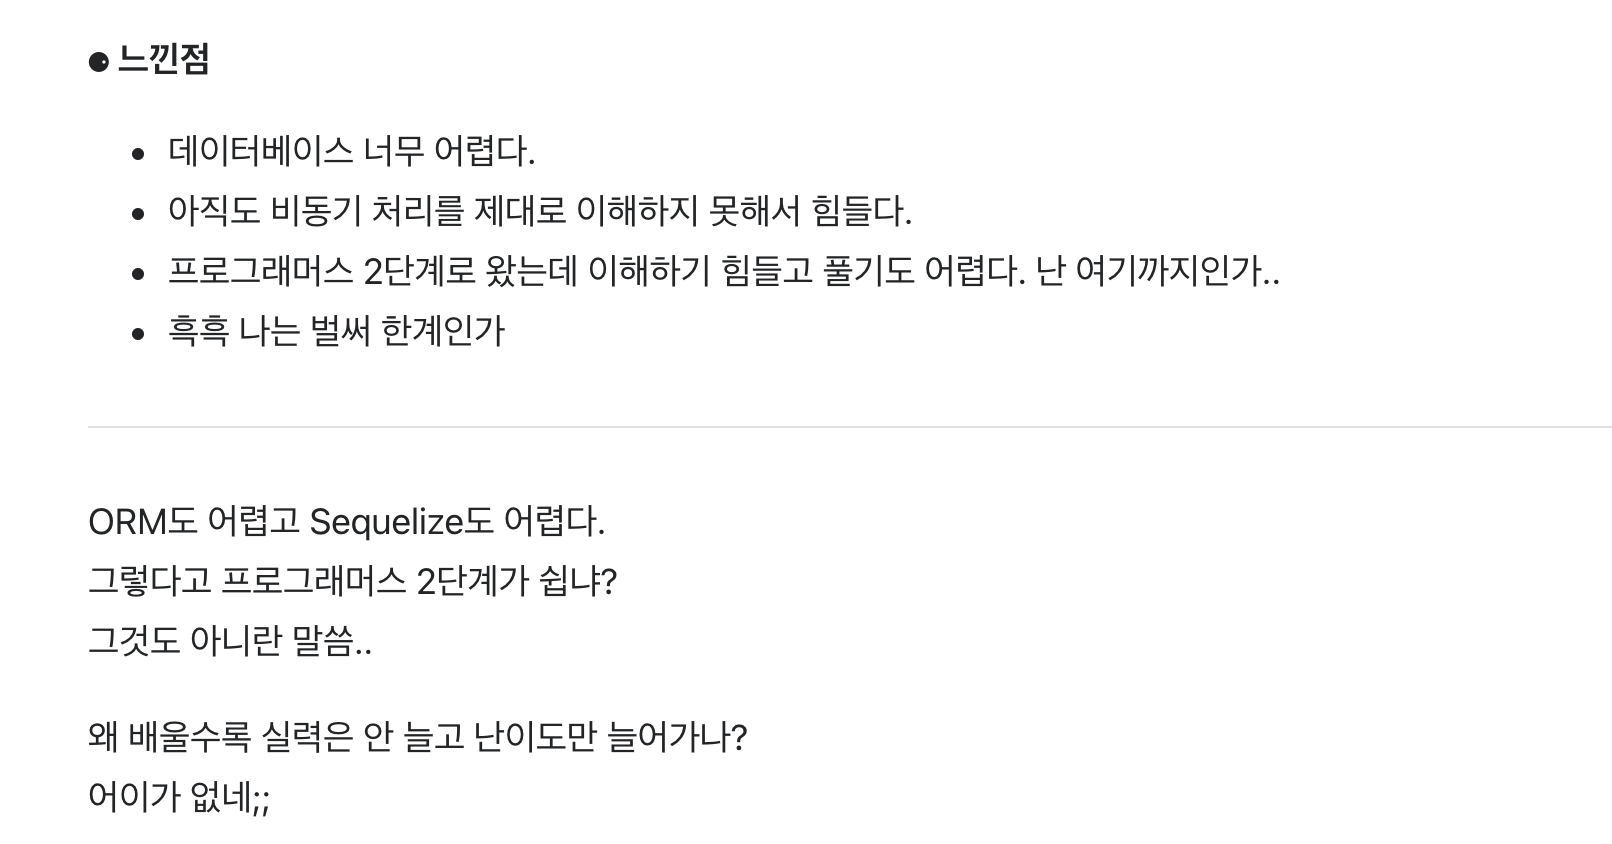 느낀점
데이터베이스 너무 어렵다.
아직도 비동기 처리를 제대로 이해하지 못해서 힘들다.
프로그래머스 2단계로 왔는데 이해하기 힘들고 풀기도 어렵다. 난 여기까지인가..
흑흑 나는 벌써 한계인가
ORM도 어렵고 Sequelize도 어렵다.
그렇다고 프로그래머스 2단계가 쉽냐?
그것도 아니란 말씀..
왜 배울수록 실력은 안 늘고 난이도만 늘어가나?
어이가 없네;;